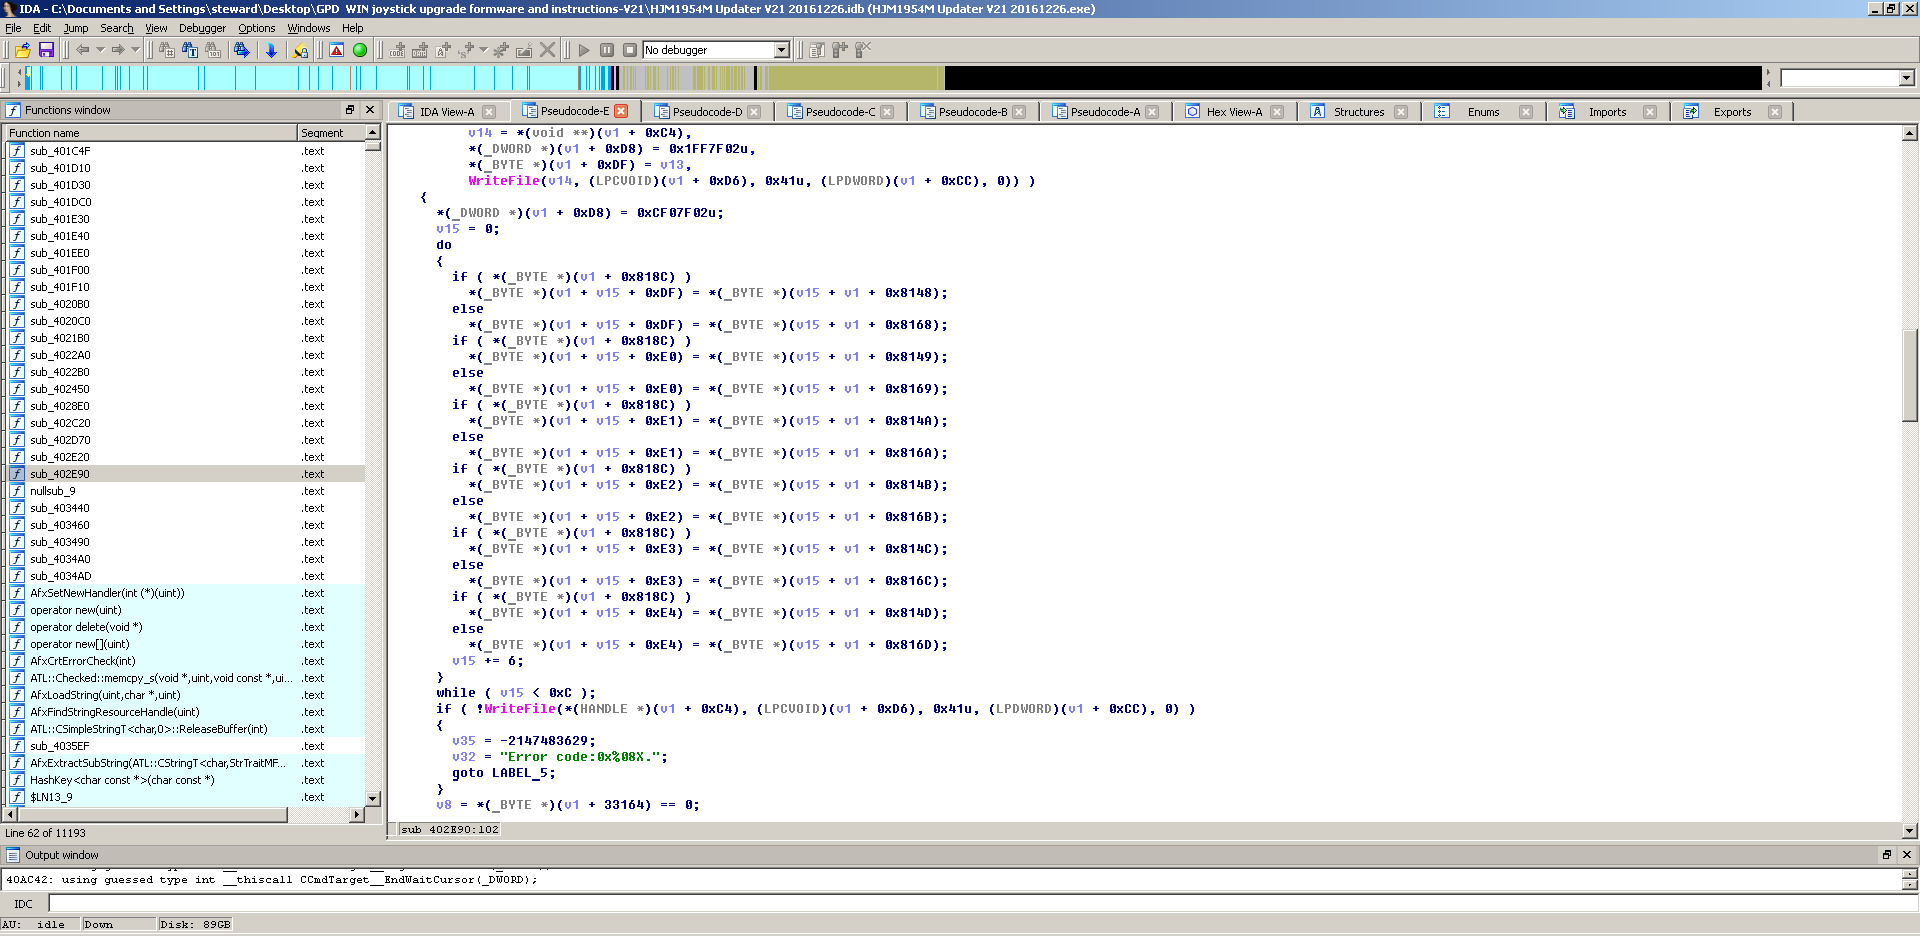 IDA - C:\Documents and Settings\steward\Desktop\GPD WIN joystick upgrade formware and instructions-V21\HJM1954M Updater V21 20161226.idb (HJM1954M Updater V21 20161226.exe)
File Edit Jump Search View Debugger Options Windows Help
No debugger
Functions window
IDA View-A Pseudocode-E Pseudocode-D Pseudocode-C Pseudocode-B Pseudocode-A Hex View-A Structures Enums Imports Exports
Function name Segment
sub_401C4F .text
sub_401D10 .text
sub_401D30 .text
sub_401DC0 .text
sub_401E30 .text
sub_401E40 .text
sub_401EE0 .text
sub_401F00 .text
sub_401F10 .text
sub_4020B0 .text
sub_4020C0 .text
sub_4021B0 .text
sub_4022A0 .text
sub_4022B0 .text
sub_402450 .text
sub_4028E0 .text
sub_402C20 .text
sub_402D70 .text
sub_402E20 .text
sub_402E90 .text
nullsub_9 .text
sub_403440 .text
sub_403460 .text
sub_403490 .text
sub_4034A0 .text
sub_4034AD .text
AfxSetNewHandler(int (*)(uint)) .text
operator new(uint) .text
operator delete(void *) .text
operator new[](uint) .text
AfxCrtErrorCheck(int) .text
ATL::Checked::memcpy_s(void *,uint,void const *,ui... .text
AfxLoadString(uint,char *,uint) .text
AfxFindStringResourceHandle(uint) .text
ATL::CSimpleStringT<char,0>::ReleaseBuffer(int) .text
sub_4035EF .text
AfxExtractSubString(ATL::CStringT<char,StrTraitMF... .text
HashKey<char const *>(char const *) .text
$LN13_9 .text
Line 62 of 11193
v14 = *(void **)(v1 + 0xC4),
*(_DWORD *)(v1 + 0xD8) = 0x1FF7F02u,
*(_BYTE *)(v1 + 0xDF) = v13,
WriteFile(v14, (LPCVOID)(v1 + 0xD6), 0x41u, (LPDWORD)(v1 + 0xCC), 0)) )
{
*(_DWORD *)(v1 + 0xD8) = 0xCF07F02u;
v15 = 0;
do
{
if ( *(_BYTE *)(v1 + 0x818C) )
*(_BYTE *)(v1 + v15 + 0xDF) = *(_BYTE *)(v15 + v1 + 0x8148);
else
*(_BYTE *)(v1 + v15 + 0xDF) = *(_BYTE *)(v15 + v1 + 0x8168);
if ( *(_BYTE *)(v1 + 0x818C) )
*(_BYTE *)(v1 + v15 + 0xE0) = *(_BYTE *)(v15 + v1 + 0x8149);
else
*(_BYTE *)(v1 + v15 + 0xE0) = *(_BYTE *)(v15 + v1 + 0x8169);
if ( *(_BYTE *)(v1 + 0x818C) )
*(_BYTE *)(v1 + v15 + 0xE1) = *(_BYTE *)(v15 + v1 + 0x814A);
else
*(_BYTE *)(v1 + v15 + 0xE1) = *(_BYTE *)(v15 + v1 + 0x816A);
if ( *(_BYTE *)(v1 + 0x818C) )
*(_BYTE *)(v1 + v15 + 0xE2) = *(_BYTE *)(v15 + v1 + 0x814B);
else
*(_BYTE *)(v1 + v15 + 0xE2) = *(_BYTE *)(v15 + v1 + 0x816B);
if ( *(_BYTE *)(v1 + 0x818C) )
*(_BYTE *)(v1 + v15 + 0xE3) = *(_BYTE *)(v15 + v1 + 0x814C);
else
*(_BYTE *)(v1 + v15 + 0xE3) = *(_BYTE *)(v15 + v1 + 0x816C);
if ( *(_BYTE *)(v1 + 0x818C) )
*(_BYTE *)(v1 + v15 + 0xE4) = *(_BYTE *)(v15 + v1 + 0x814D);
else
*(_BYTE *)(v1 + v15 + 0xE4) = *(_BYTE *)(v15 + v1 + 0x816D);
v15 += 6;
}
while ( v15 < 0xC );
if ( !WriteFile(*(HANDLE *)(v1 + 0xC4), (LPCVOID)(v1 + 0xD6), 0x41u, (LPDWORD)(v1 + 0xCC), 0) )
{
v35 = -2147483629;
v32 = "Error code:0x%08X.";
goto LABEL_5;
}
v8 = *(_BYTE *)(v1 + 33164) == 0;
sub_402E90:102
Output window
40AC42: using guessed type int __thiscall CCmdTarget__EndWaitCursor(_DWORD);
IDC
AU: idle Down Disk: 89GB